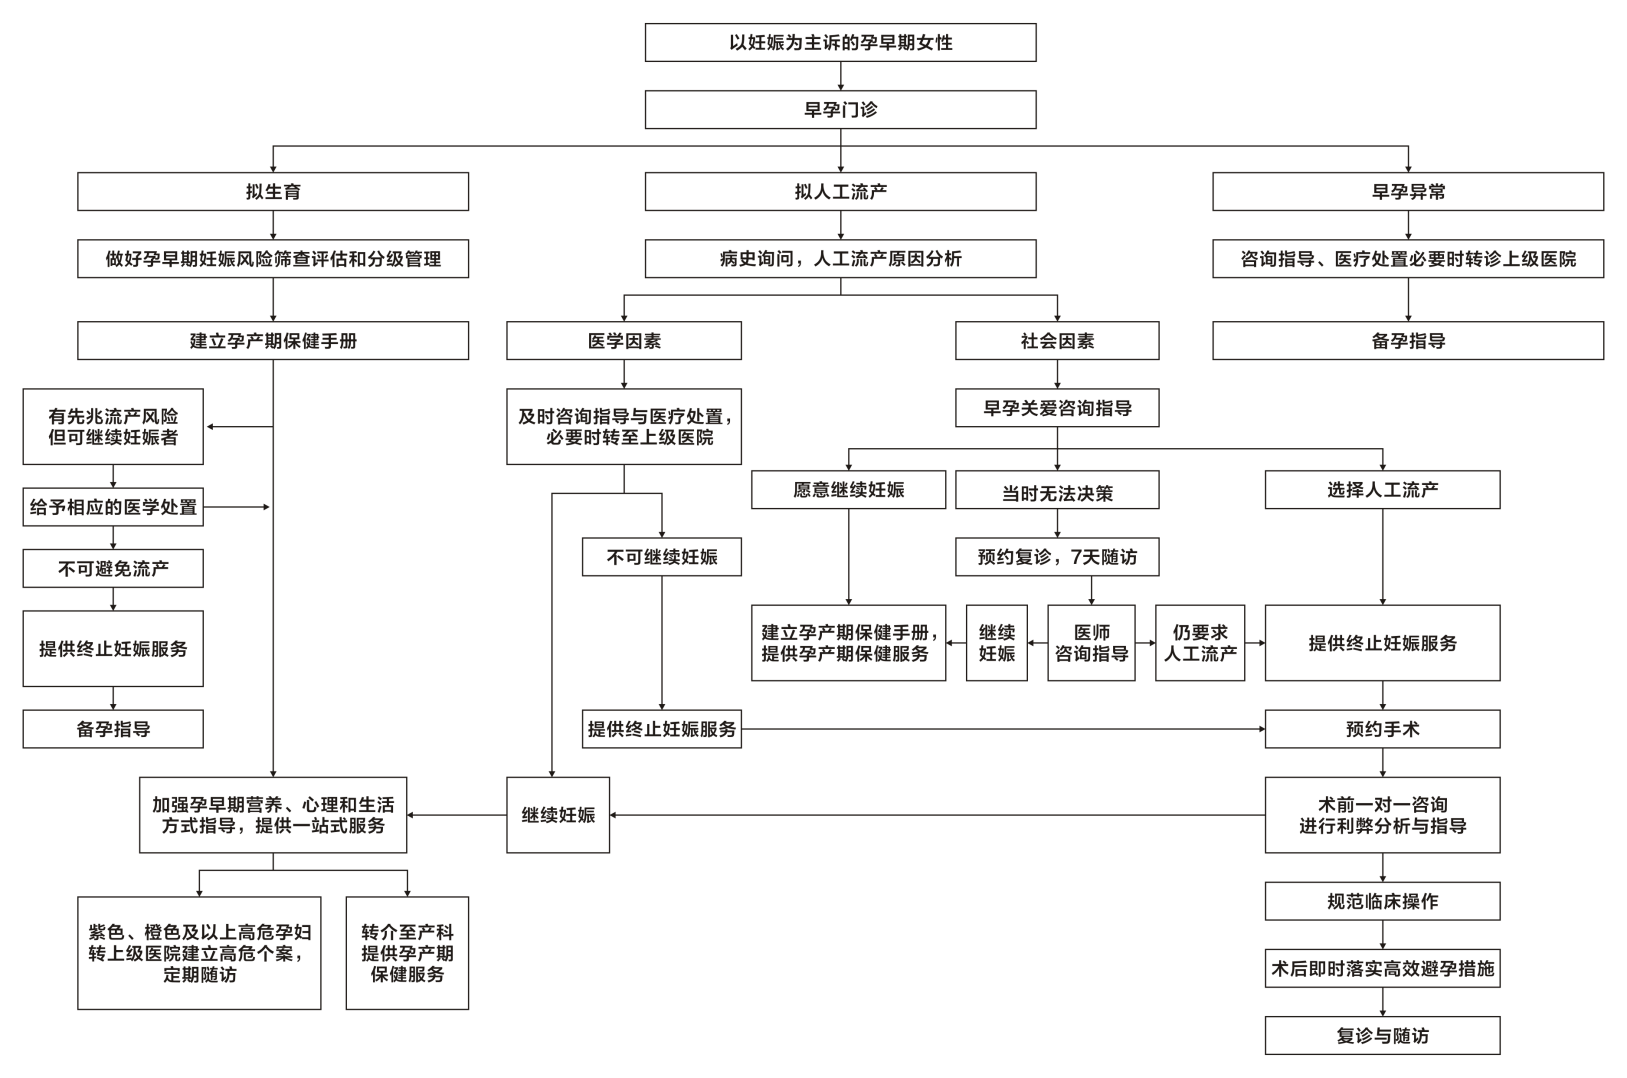 以妊娠为主诉的孕早期女性
早孕门诊
拟生育
拟人工流产
早孕异常
做好孕早期妊娠风险筛查评估和分级管理
病史询问，人工流产原因分析
咨询指导、医疗处置必要时转诊上级医院
建立孕产期保健手册
医学因素
社会因素
备孕指导
有先兆流产风险
但可继续妊娠者
及时咨询指导与医疗处置，
必要时转至上级医院
早孕关爱咨询指导
给予相应的医学处置
愿意继续妊娠
当时无法决策
选择人工流产
不可避免流产
不可继续妊娠
预约复诊，7天随访
提供终止妊娠服务
建立孕产期保健手册，
提供孕产期保健服务
继续
妊娠
医师
咨询指导
仍要求
人工流产
提供终止妊娠服务
备孕指导
提供终止妊娠服务
预约手术
加强孕早期营养、心理和生活
方式指导，提供一站式服务
继续妊娠
术前一对一咨询
进行利弊分析与指导
紫色、橙色及以上高危孕妇
转上级医院建立高危个案，
定期随访
转介至产科
提供孕产期
保健服务
规范临床操作
术后即时落实高效避孕措施
复诊与随访